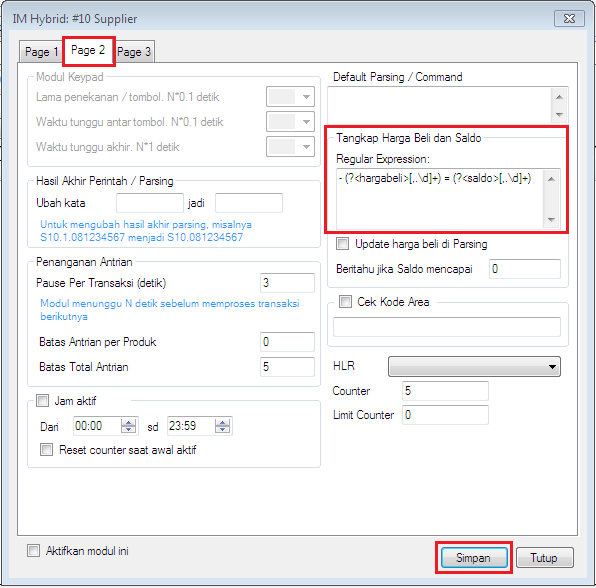 IM Hybrid: #10 Supplier
Page 1 Page 2 Page 3
Modul Keypad
Lama penekanan / tombol. N*0.1 detik
Waktu tunggu antar tombol. N*0.1 detik
Waktu tunggu akhir. N*1 detik
Hasil Akhir Perintah / Parsing
Ubah kata jadi
Untuk mengubah hasil akhir parsing, misalnya
S10.1.081234567 menjadi S10.081234567
Penanganan Antrian
Pause Per Transaksi (detik) 3
Modul menunggu N detik sebelum memproses transaksi
berikutnya
Batas Antrian per Produk 0
Batas Total Antrian 5
Jam aktif
Dari 00:00 sd 23:59
Reset counter saat awal aktif
Default Parsing / Command
Tangkap Harga Beli dan Saldo
Regular Expression:
- (?<hargabeli>[,.\d]+) = (?<saldo>[,.\d]+)
Update harga beli di Parsing
Beritahu jika Saldo mencapai 0
Cek Kode Area
HLR
Counter 5
Limit Counter 0
Aktifkan modul ini
Simpan Tutup